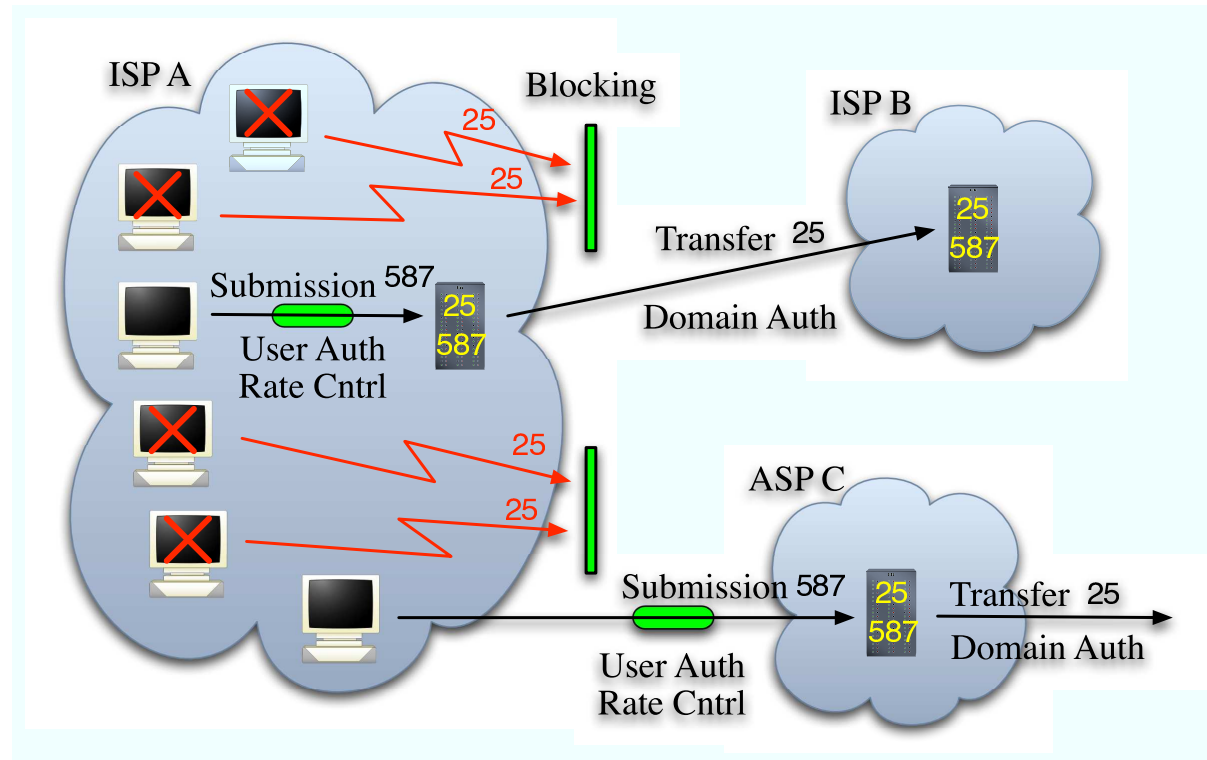 ISP A
Blocking
ISP B
25
25
Transfer 25
25
587
Submission 587
25
587
Domain Auth
User Auth
Rate Cntrl
25
25
ASP C
Submission 587
25
587
Transfer 25
Domain Auth
User Auth
Rate Cntrl